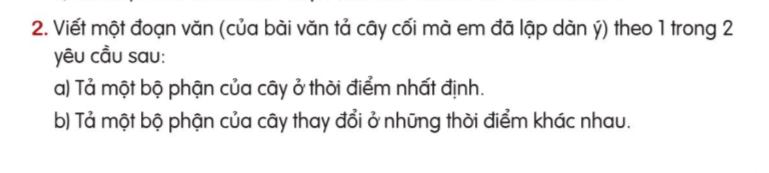 2. Viết một đoạn văn (của bài văn tả cây cối mà em đã lập dàn ý) theo 1 trong 2
yêu cầu sau:
a) Tả một bộ phận của cây ở thời điểm nhất định.
b) Tả một bộ phận của cây thay đổi ở những thời điểm khác nhau.